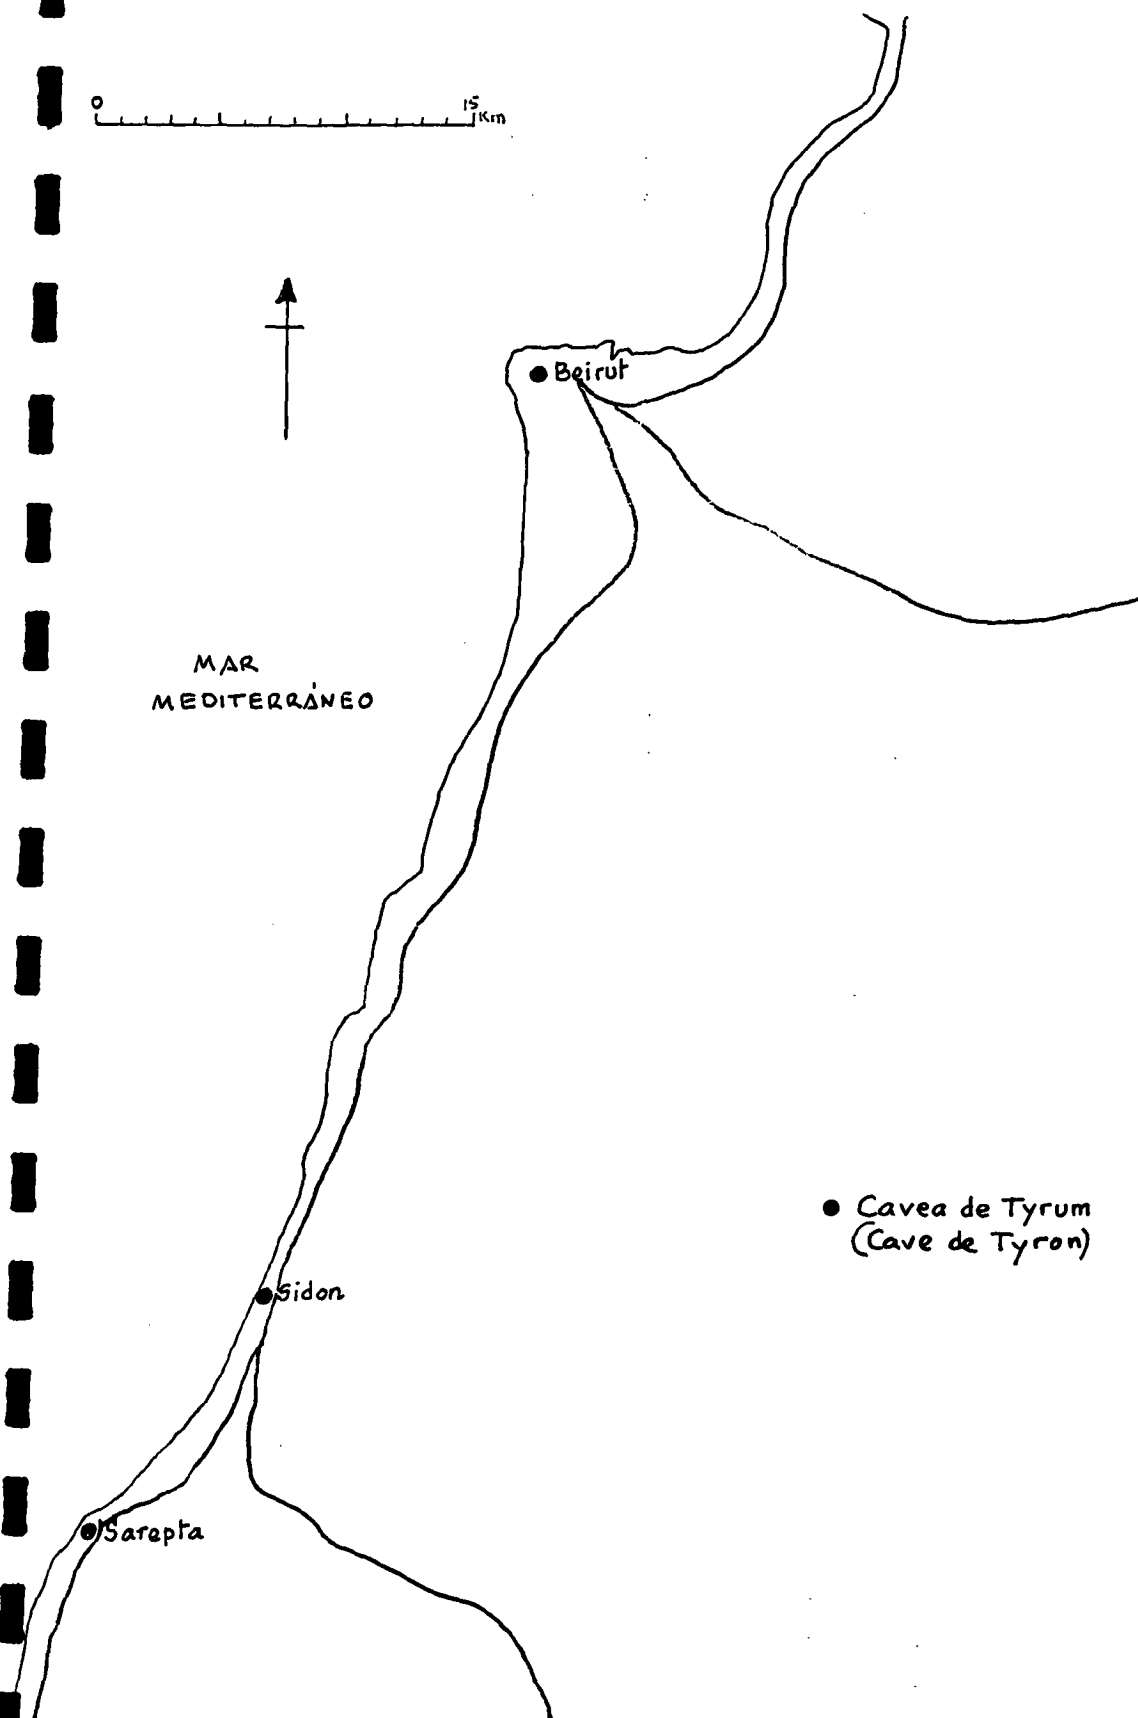 0 15 Km
Beirut
MAR
MEDITERRÁNEO
Cavea de Tyrum
(Cave de Tyron)
Sidon
Sarepta